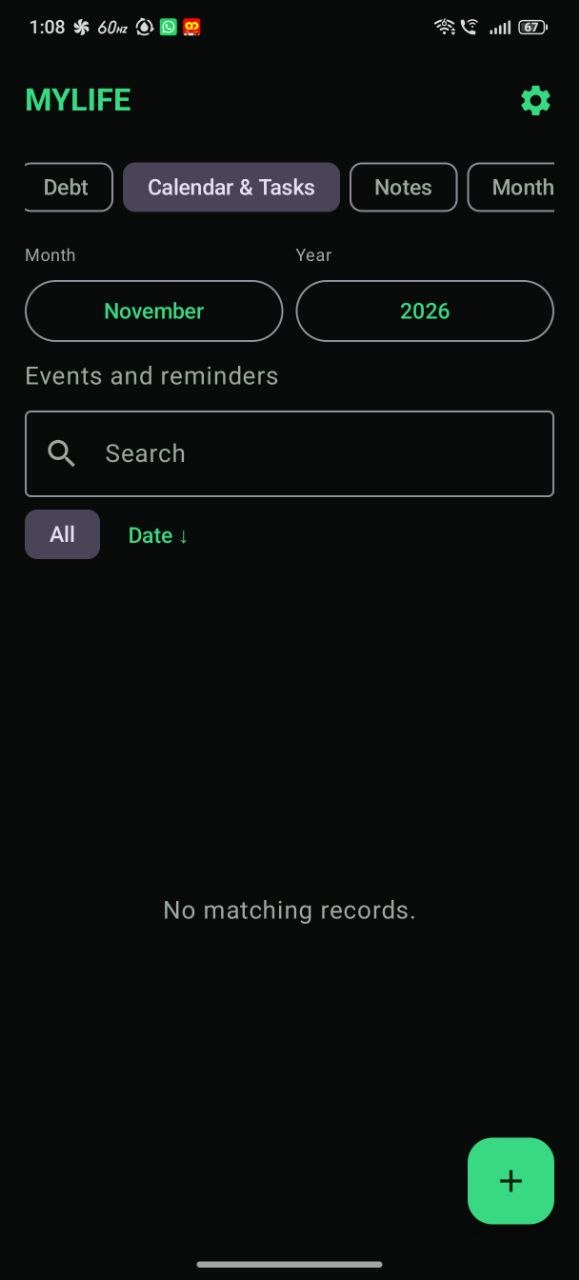 1:08 60HZ 67
MYLIFE
Debt Calendar & Tasks Notes Month
Month Year
November 2026
Events and reminders
Search
All Date ↓
No matching records.
+